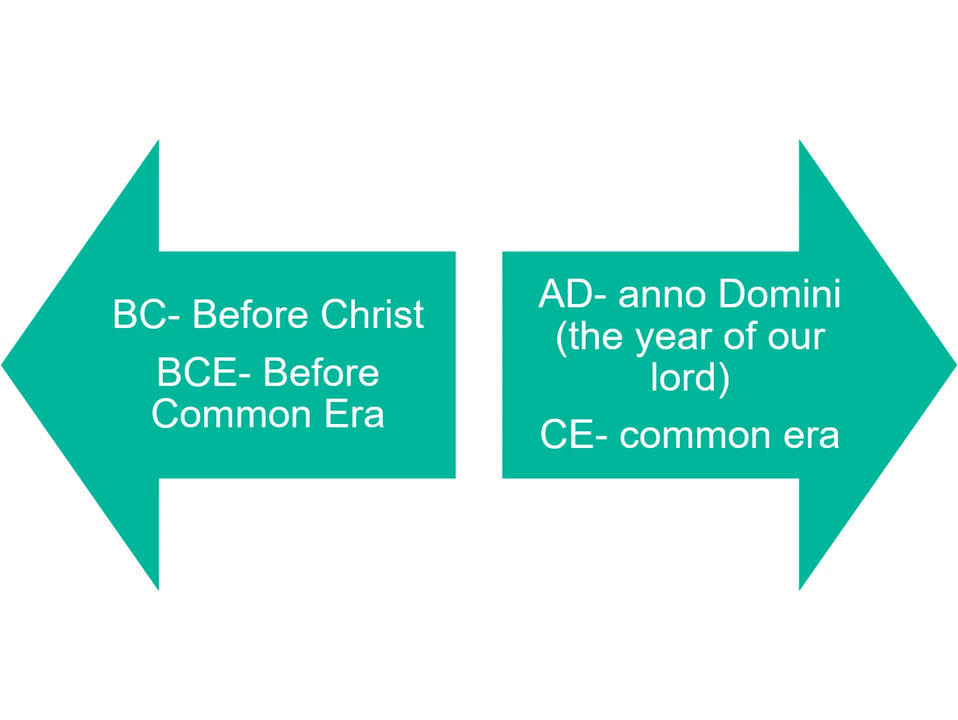 BC- Before Christ
BCE- Before
Common Era
AD- anno Domini
(the year of our
lord)
CE- common era